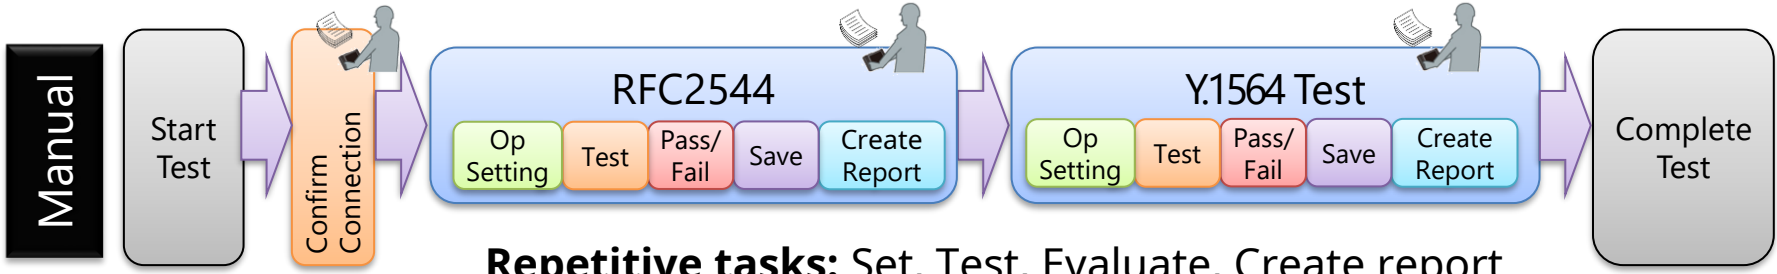 Manual
Start
Test
Confirm
Connection
RFC2544
Op
Setting
Test
Pass/
Fail
Save
Create
Report
Y.1564 Test
Op
Setting
Test
Pass/
Fail
Save
Create
Report
Complete
Test
Repetitive tasks: Set, Test, Evaluate, Create report